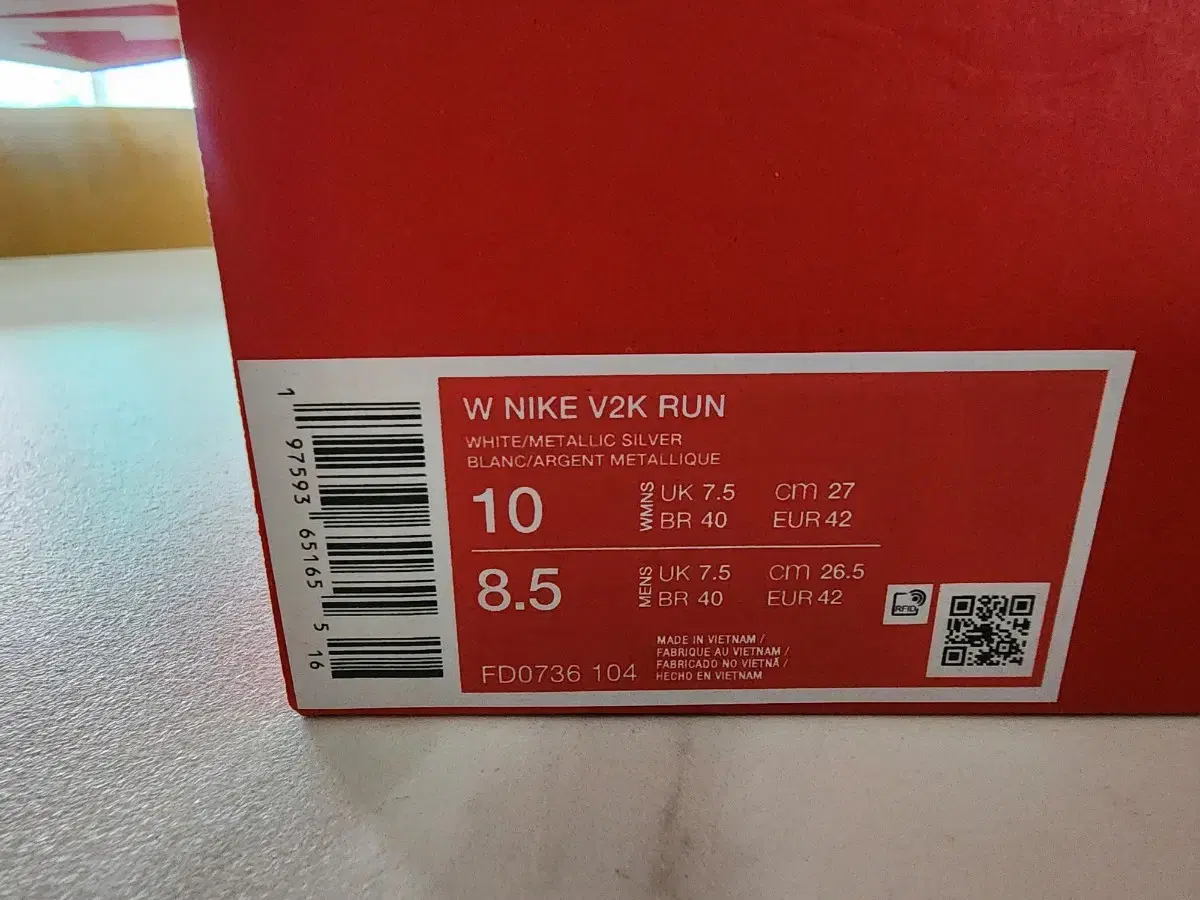 W NIKE V2K RUN
WHITE/METALLIC SILVER
BLANC/ARGENT METALLIQUE
10 WMNS UK 7.5 cm 27
BR 40 EUR 42
8.5 MENS UK 7.5 cm 26.5
BR 40 EUR 42
RFID
MADE IN VIETNAM /
FABRIQUE AU VIETNAM /
FABRICADO NO VIETNÃ /
HECHO EN VIETNAM
FD0736 104
1 97593 65165 5 16